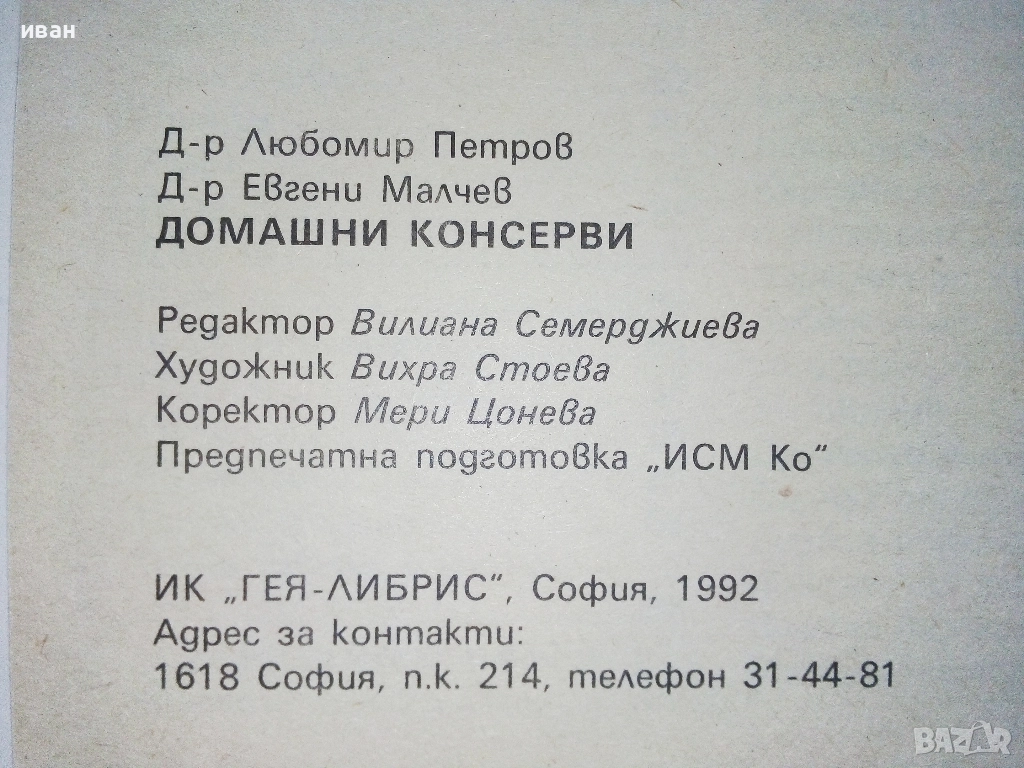 иван
Д-р Любомир Петров
Д-р Евгени Малчев
ДОМАШНИ КОНСЕРВИ
Редактор Вилиана Семерджиева
Художник Вихра Стоева
Коректор Мери Цонева
Предпечатна подготовка „ИСМ Ко“
ИК „ГЕЯ-ЛИБРИС“, София, 1992
Адрес за контакти:
1618 София, п.к. 214, телефон 31-44-81
BAZAR